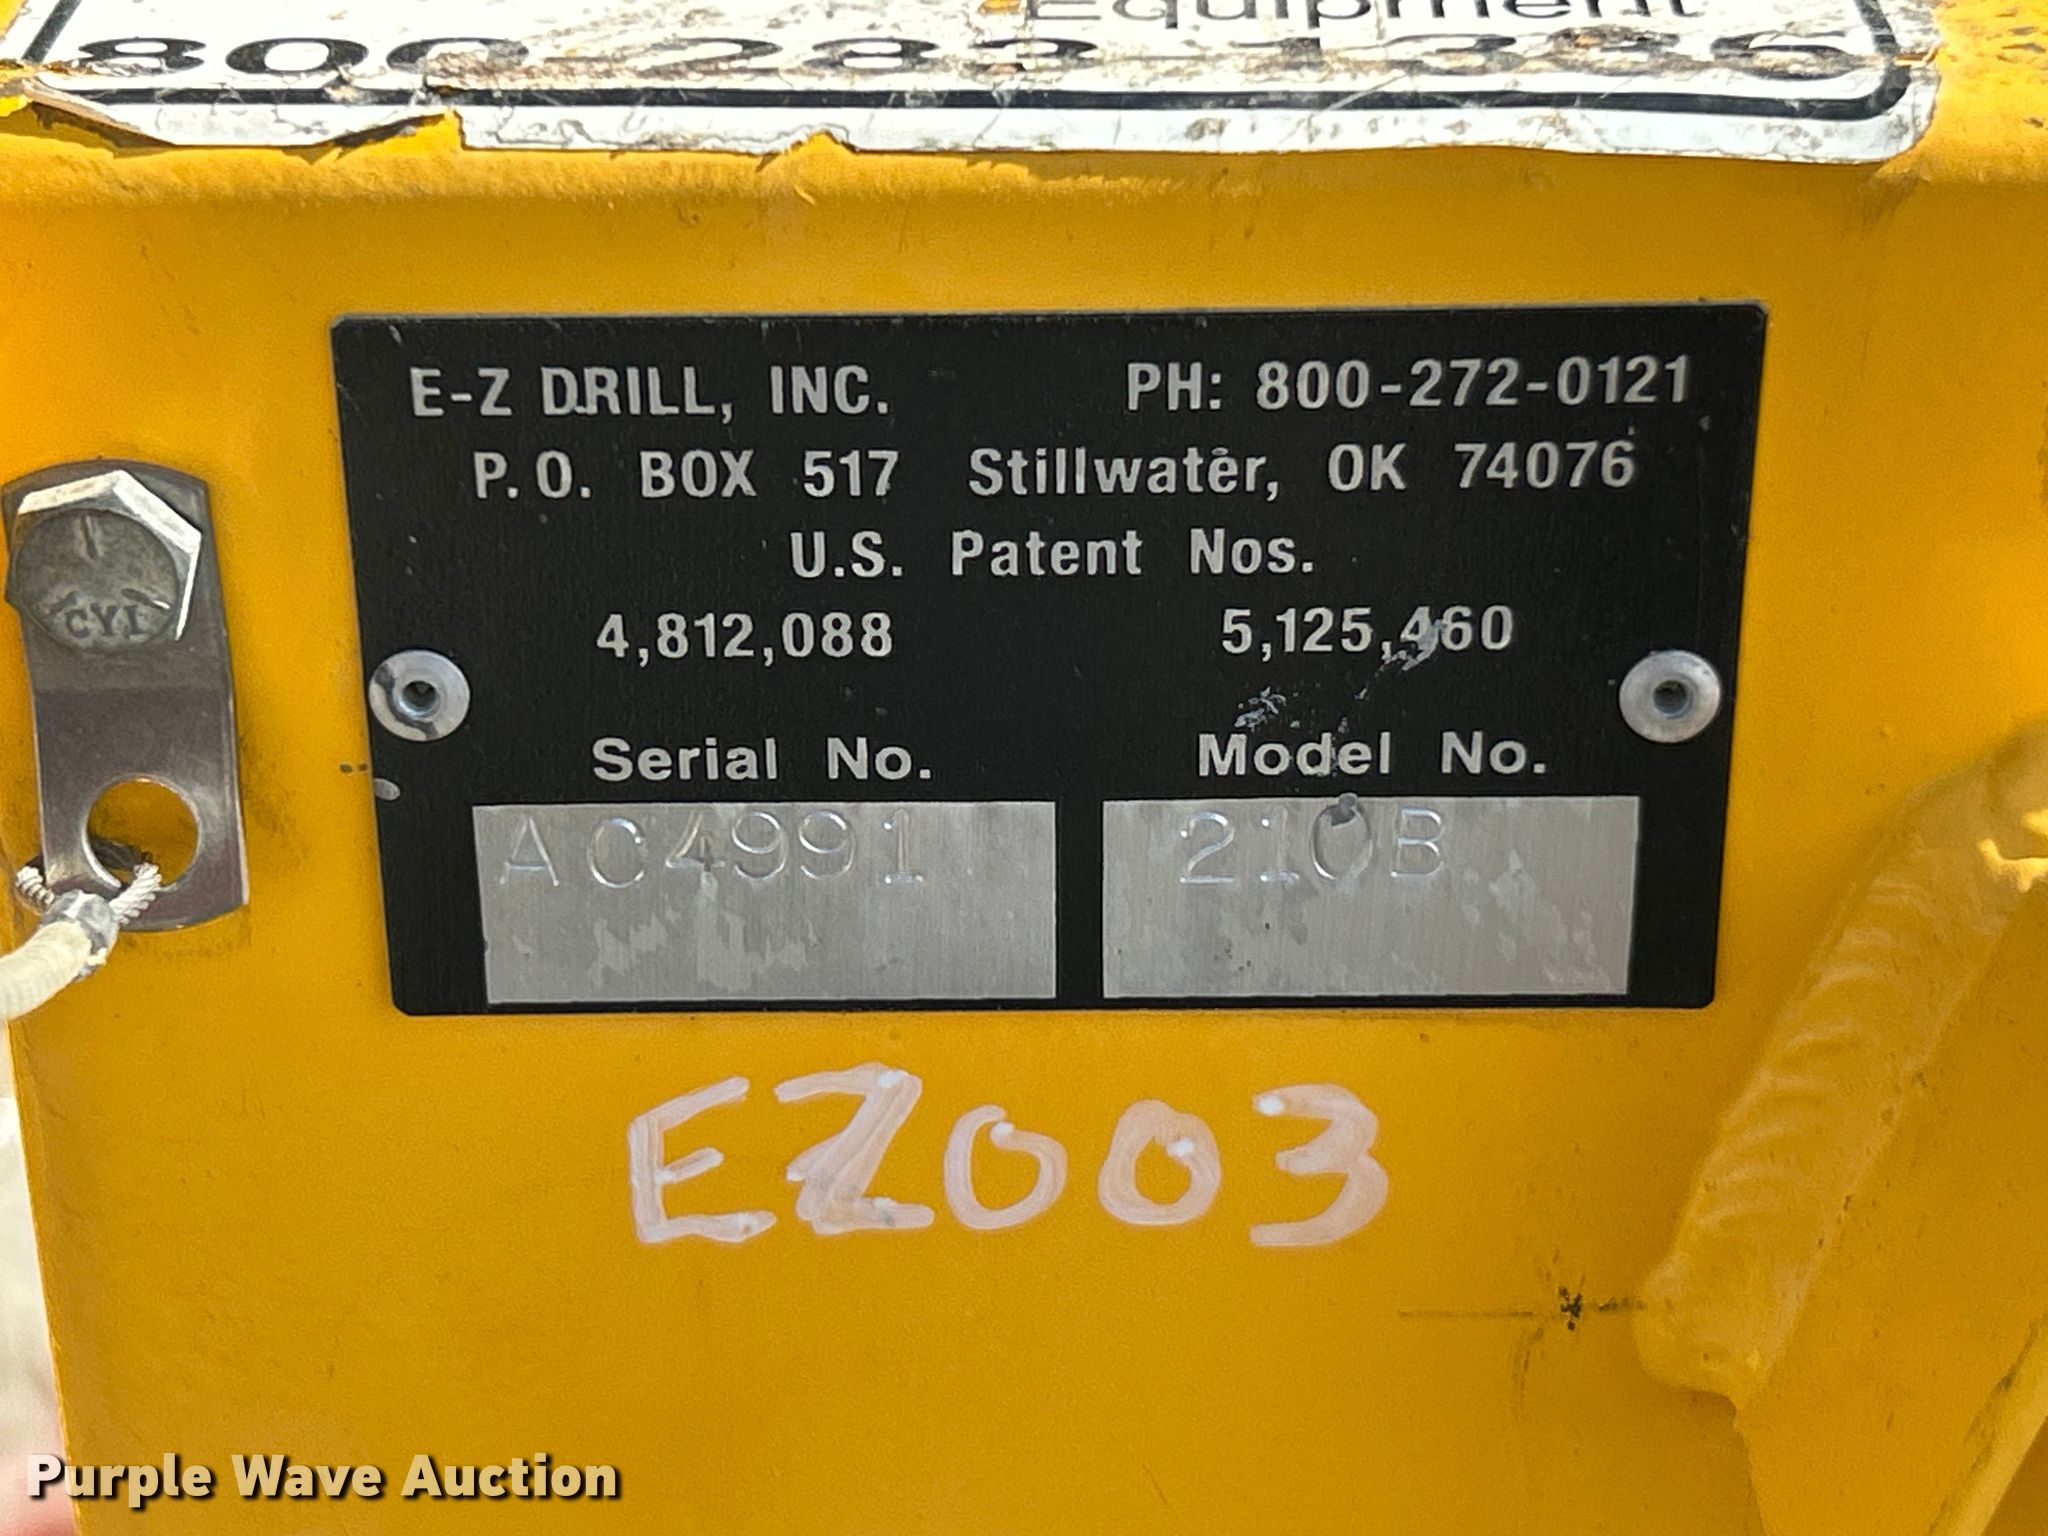 Equipment
E-Z DRILL, INC. PH: 800-272-0121
P.O. BOX 517 Stillwater, OK 74076
U.S. Patent Nos.
4,812,088 5,125,460
Serial No. Model No.
AC4991 210B
CYI
EZ003
Purple Wave Auction